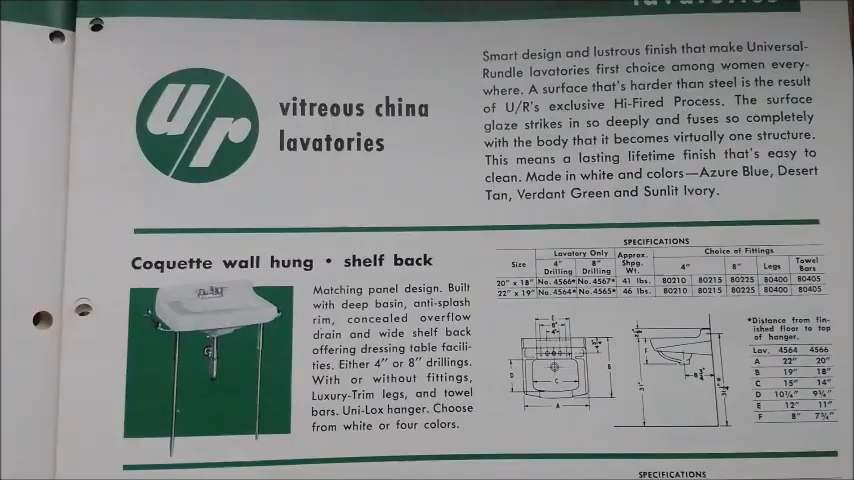 lavatories
u/r
vitreous china
lavatories
Smart design and lustrous finish that make Universal-
Rundle lavatories first choice among women every-
where. A surface that's harder than steel is the result
of U/R's exclusive Hi-Fired Process. The surface
glaze strikes in so deeply and fuses so completely
with the body that it becomes virtually one structure.
This means a lasting lifetime finish that's easy to
clean. Made in white and colors—Azure Blue, Desert
Tan, Verdant Green and Sunlit Ivory.
Coquette wall hung • shelf back
Matching panel design. Built
with deep basin, anti-splash
rim, concealed overflow
drain and wide shelf back
offering dressing table facili-
ties. Either 4" or 8" drillings.
With or without fittings,
Luxury-Trim legs, and towel
bars. Uni-Lox hanger. Choose
from white or four colors.
SPECIFICATIONS
Size Lavatory Only Approx. Shpg. Wt. Choice of Fittings
4" Drilling 8" Drilling 4" 8" Legs Towel Bars
20" x 18" No. 4566* No. 4567* 41 lbs. 80210 80215 80225 80400 80405
22" x 19" No. 4564* No. 4565* 46 lbs. 80210 80215 80225 80400 80405
*Distance from fin-
ished floor to top
of hanger.
Lav. 4564 4566
A 22" 20"
B 19" 18"
C 15" 14"
D 10¼" 9¾"
E 12" 11"
F 8" 7¾"
E
8"
4"
D
C
B
A
F
31"
SPECIFICATIONS